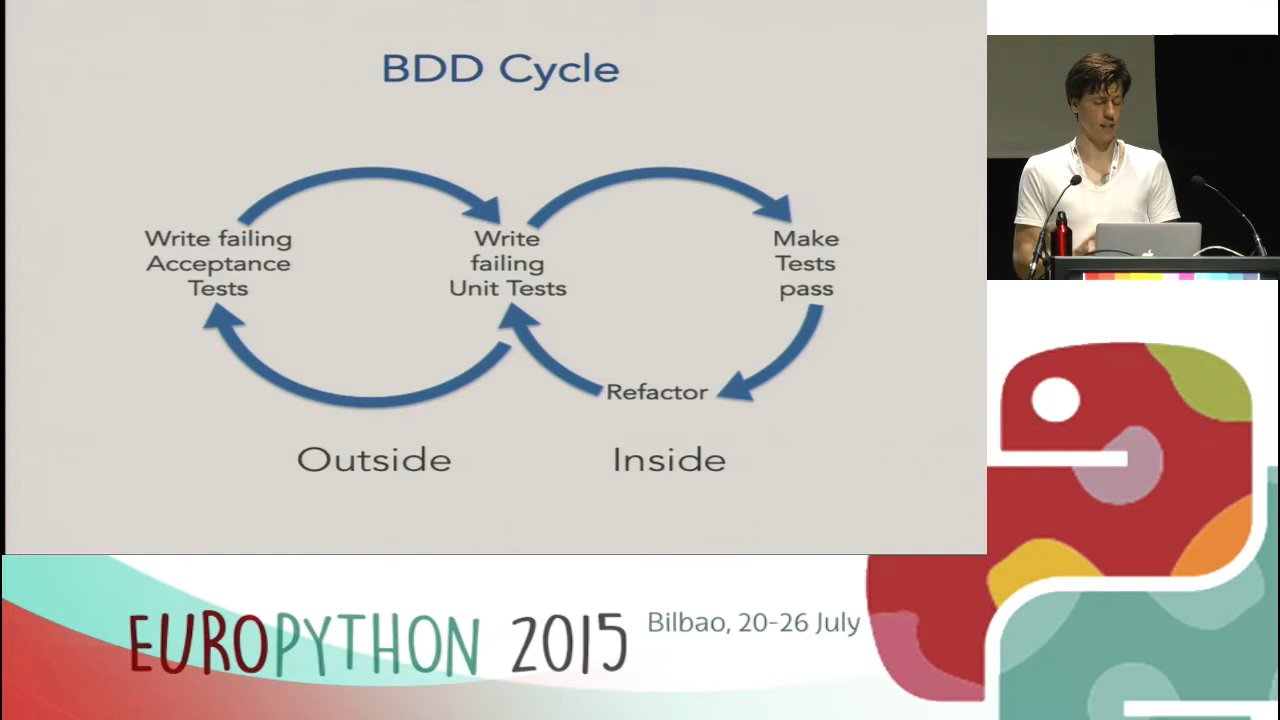 BDD Cycle
Write failing
Acceptance
Tests
Write
failing
Unit Tests
Make
Tests
pass
Refactor
Outside
Inside
EUROPYTHON 2015
Bilbao, 20-26 July